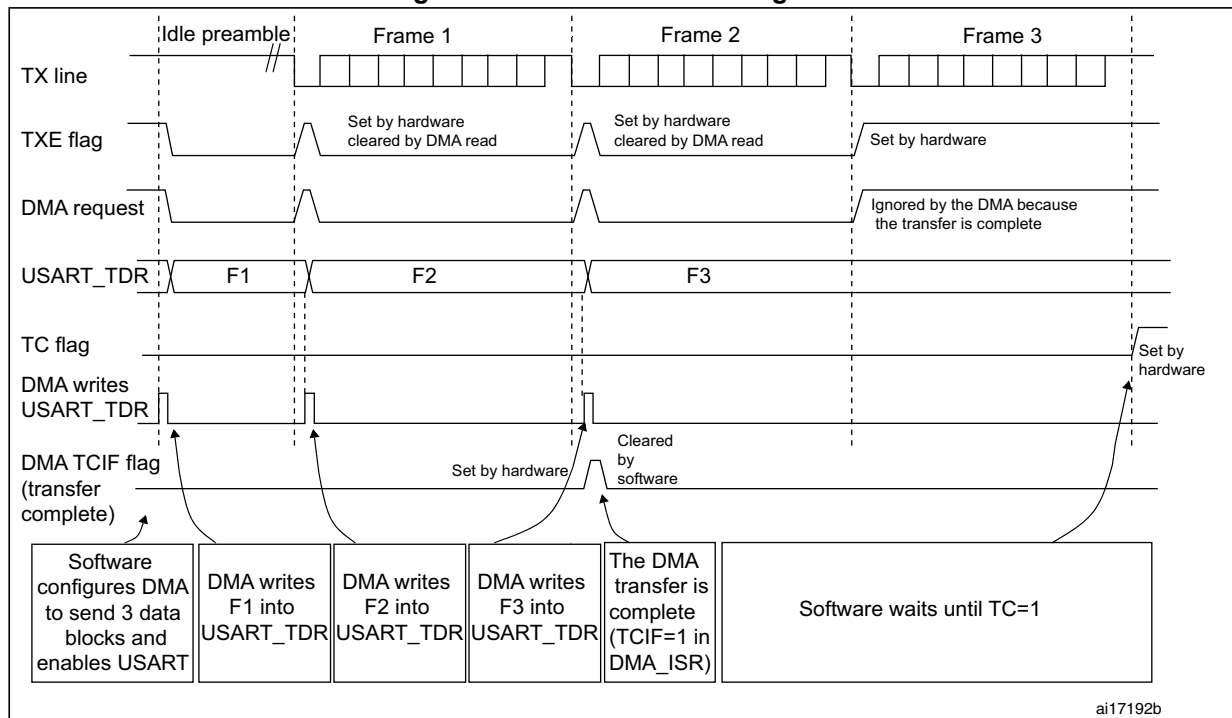 Idle preamble
Frame 1
Frame 2
Frame 3
TX line
TXE flag
Set by hardware
cleared by DMA read
Set by hardware
cleared by DMA read
Set by hardware
DMA request
Ignored by the DMA because
the transfer is complete
USART_TDR
F1
F2
F3
TC flag
Set by
hardware
DMA writes
USART_TDR
DMA TCIF flag
(transfer
complete)
Set by hardware
Cleared
by
software
Software
configures DMA
to send 3 data
blocks and
enables USART
DMA writes
F1 into
USART_TDR
DMA writes
F2 into
USART_TDR
DMA writes
F3 into
USART_TDR
The DMA
transfer is
complete
(TCIF=1 in
DMA_ISR)
Software waits until TC=1
ai17192b